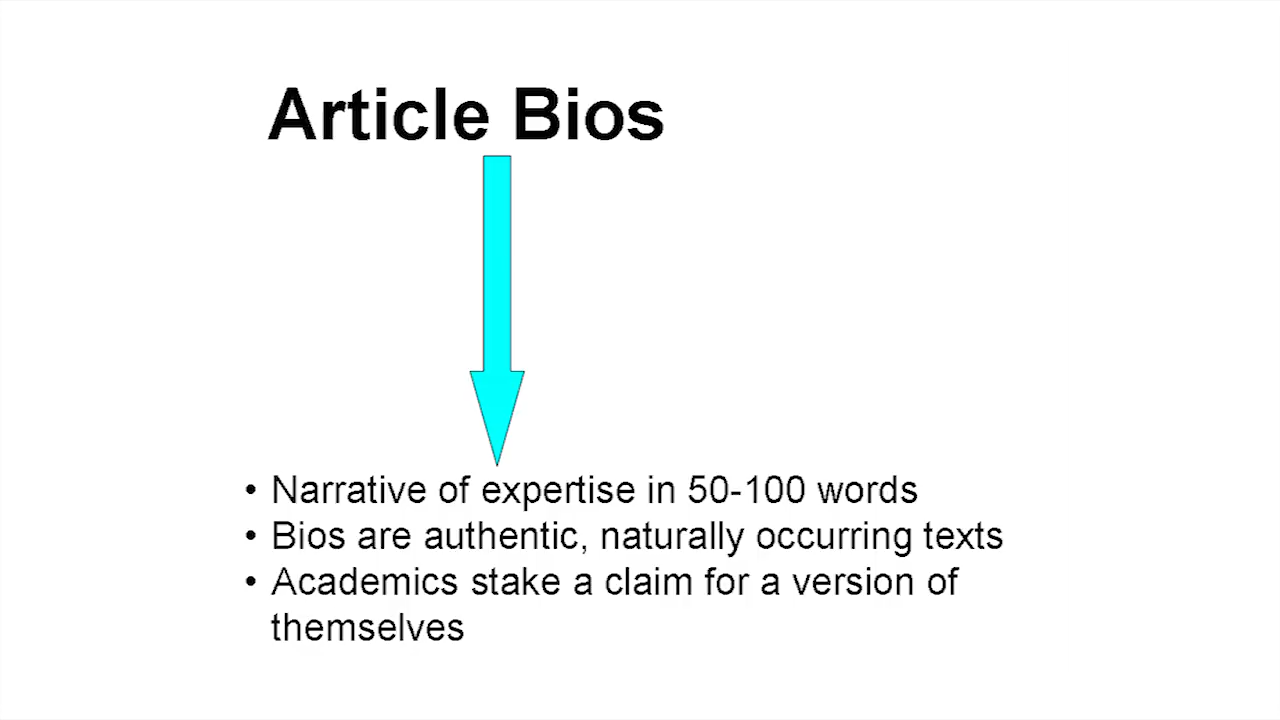 Article Bios
• Narrative of expertise in 50-100 words
• Bios are authentic, naturally occurring texts
• Academics stake a claim for a version of
themselves